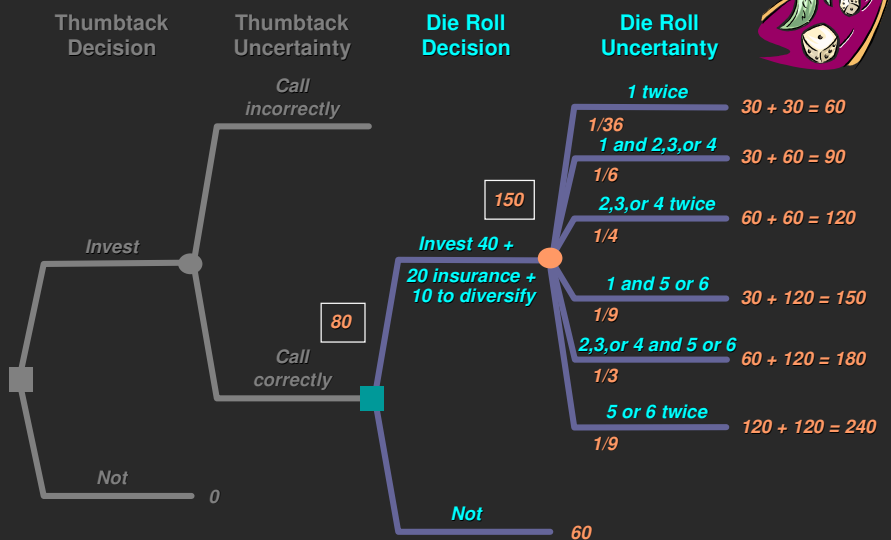 Thumbtack
Decision
Thumbtack
Uncertainty
Die Roll
Decision
Die Roll
Uncertainty
Call
incorrectly
1 twice
30 + 30 = 60
1/36
1 and 2,3,or 4
30 + 60 = 90
1/6
150
2,3,or 4 twice
60 + 60 = 120
1/4
Invest
Invest 40 +
20 insurance +
10 to diversify
1 and 5 or 6
30 + 120 = 150
1/9
80
2,3,or 4 and 5 or 6
60 + 120 = 180
1/3
Call
correctly
5 or 6 twice
120 + 120 = 240
1/9
Not
0
Not
60